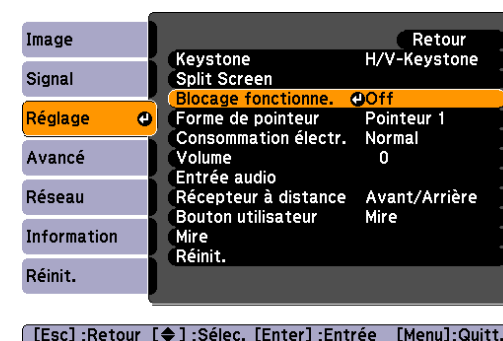 Image
Signal
Réglage
Avancé
Réseau
Information
Réinit.
Retour
Keystone H/V-Keystone
Split Screen
Blocage fonctionne. Off
Forme de pointeur Pointeur 1
Consommation électr. Normal
Volume 0
Entrée audio
Récepteur à distance Avant/Arrière
Bouton utilisateur Mire
Mire
Réinit.
[Esc] :Retour [◆] :Sélec. [Enter] :Entrée [Menu]:Quitt.